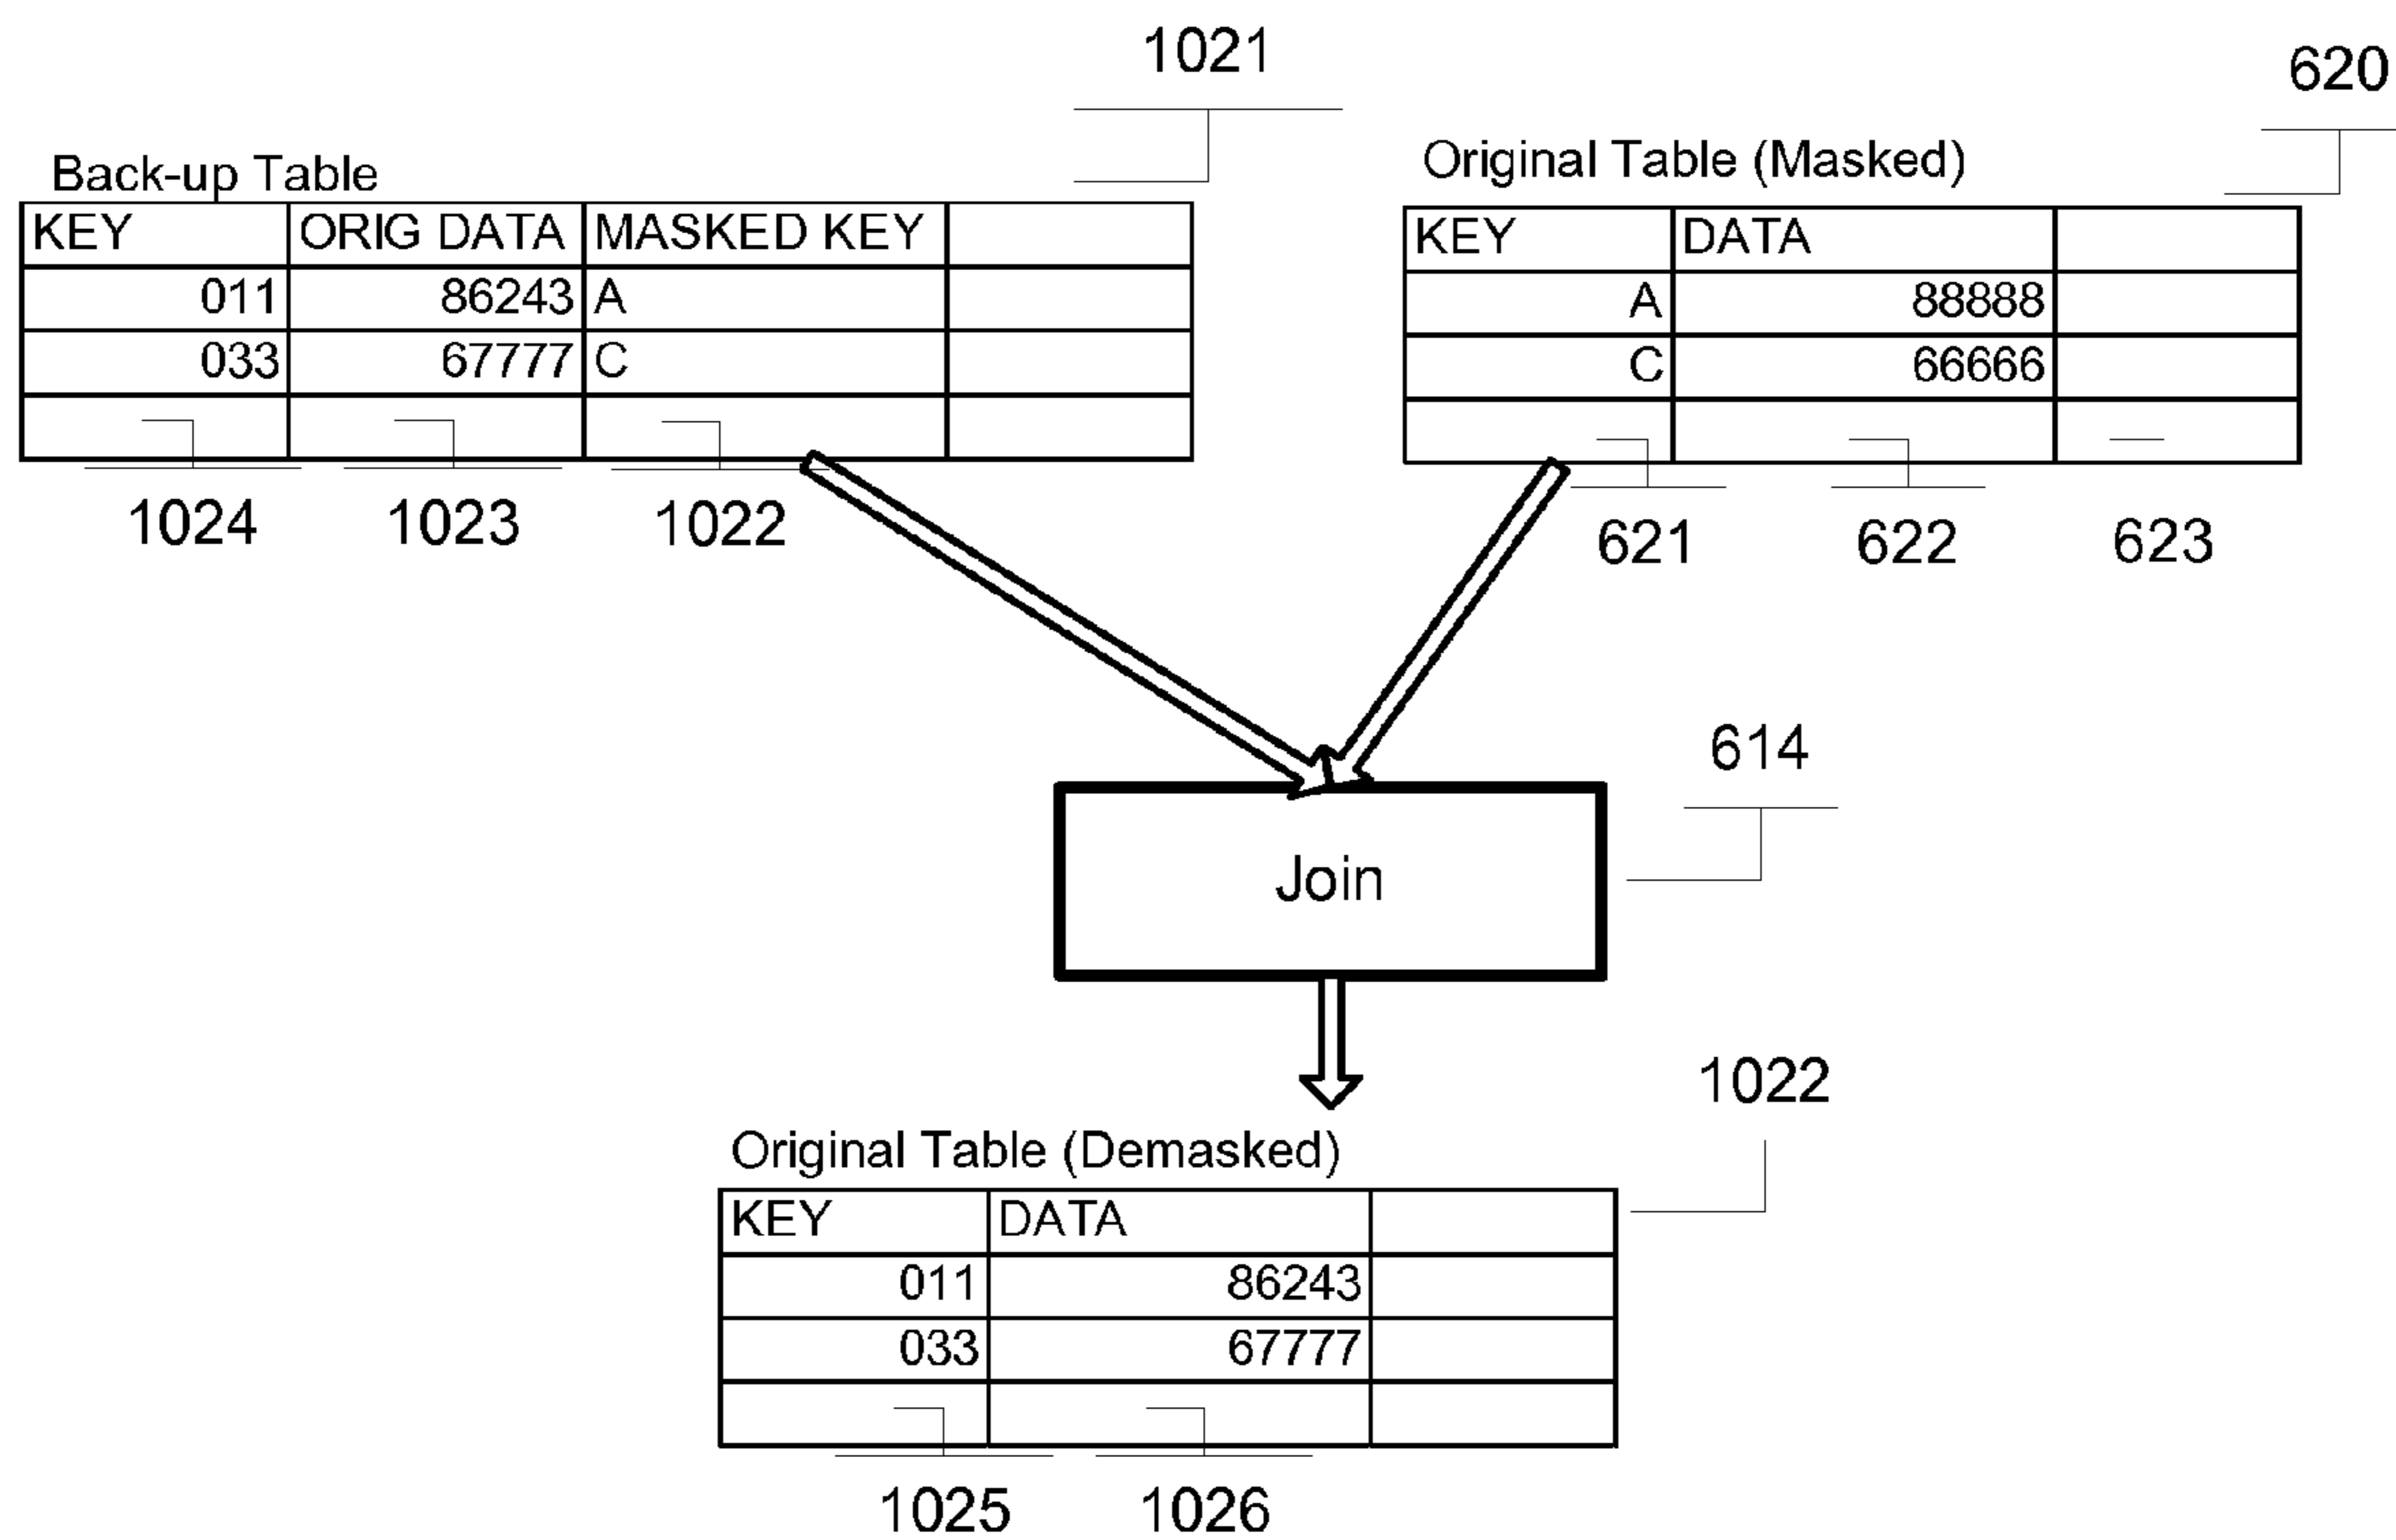 1021
620
Back-up Table
Original Table (Masked)
KEY ORIG DATA MASKED KEY
011 86243 A
033 67777 C
KEY DATA
A 88888
C 66666
1024 1023 1022
621 622 623
614
Join
1022
Original Table (Demasked)
KEY DATA
011 86243
033 67777
1025 1026